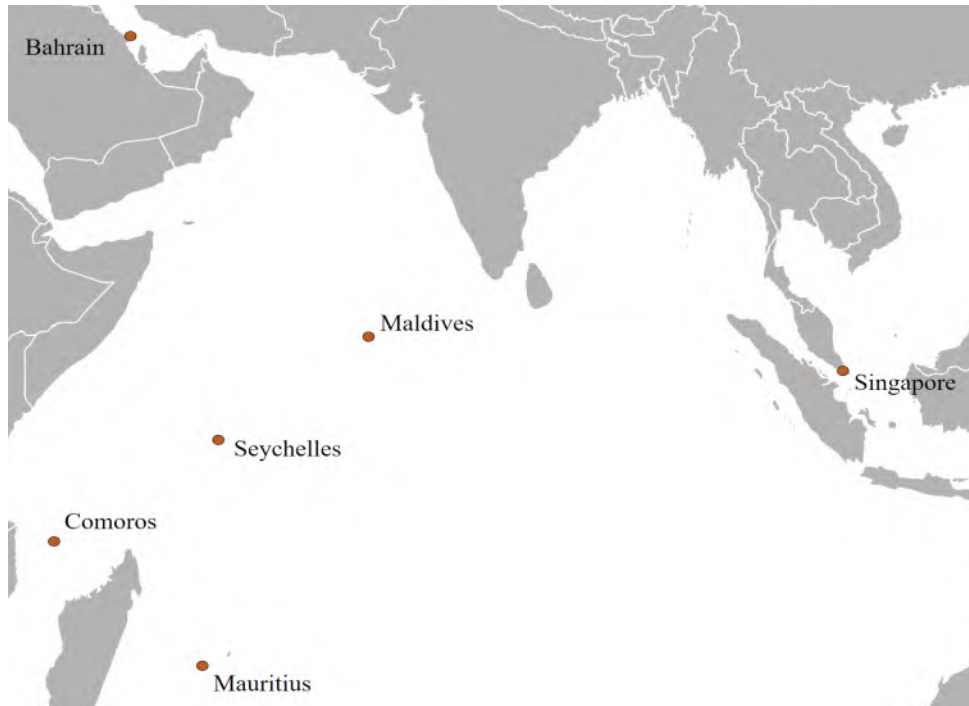 Bahrain
Maldives
Singapore
Seychelles
Comoros
Mauritius